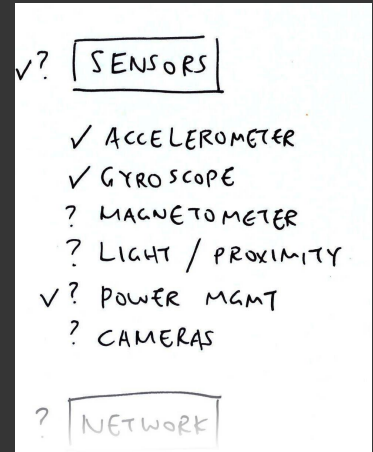 ✓? SENSORS
✓ ACCELEROMETER
✓ GYROSCOPE
? MAGNETOMETER
? LIGHT / PROXIMITY
✓? POWER MGMT
? CAMERAS
? NETWORK